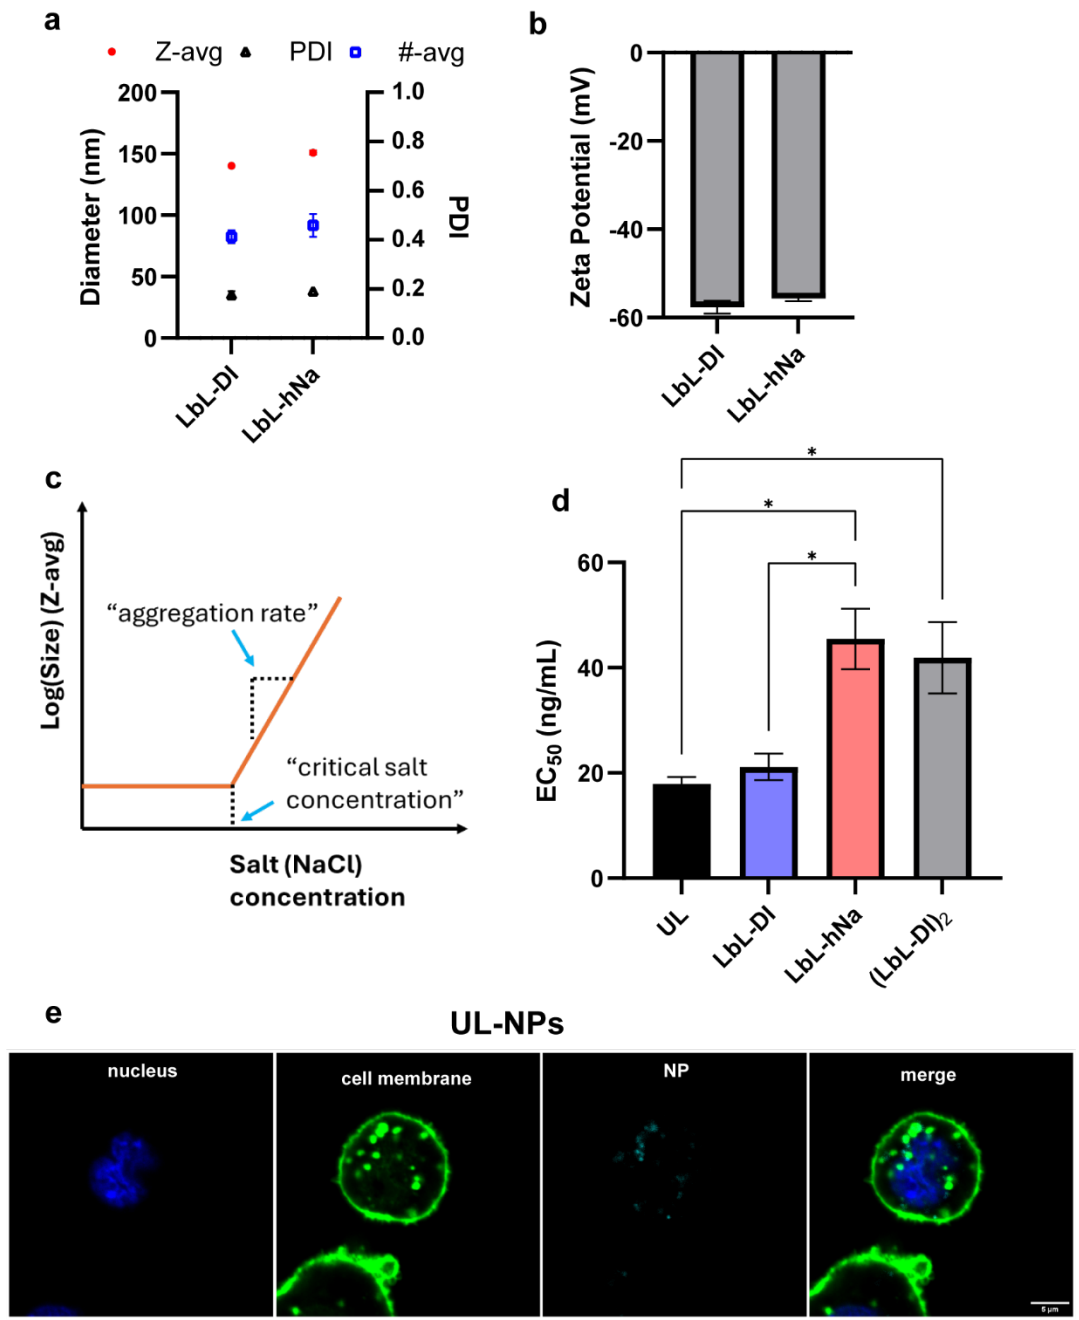 a
Z-avg PDI #-avg
200
150
100
50
0
Diameter (nm)
1.0
0.8
0.6
0.4
0.2
0.0
PDI
LbL-DI
LbL-hNa
b
0
-20
-40
-60
Zeta Potential (mV)
LbL-DI
LbL-hNa
c
Log(Size) (Z-avg)
“aggregation rate”
“critical salt
concentration”
Salt (NaCl)
concentration
d
*
*
*
60
40
20
0
EC50 (ng/mL)
UL
LbL-DI
LbL-hNa
(LbL-DI)2
e
UL-NPs
nucleus
cell membrane
NP
merge
5 µm